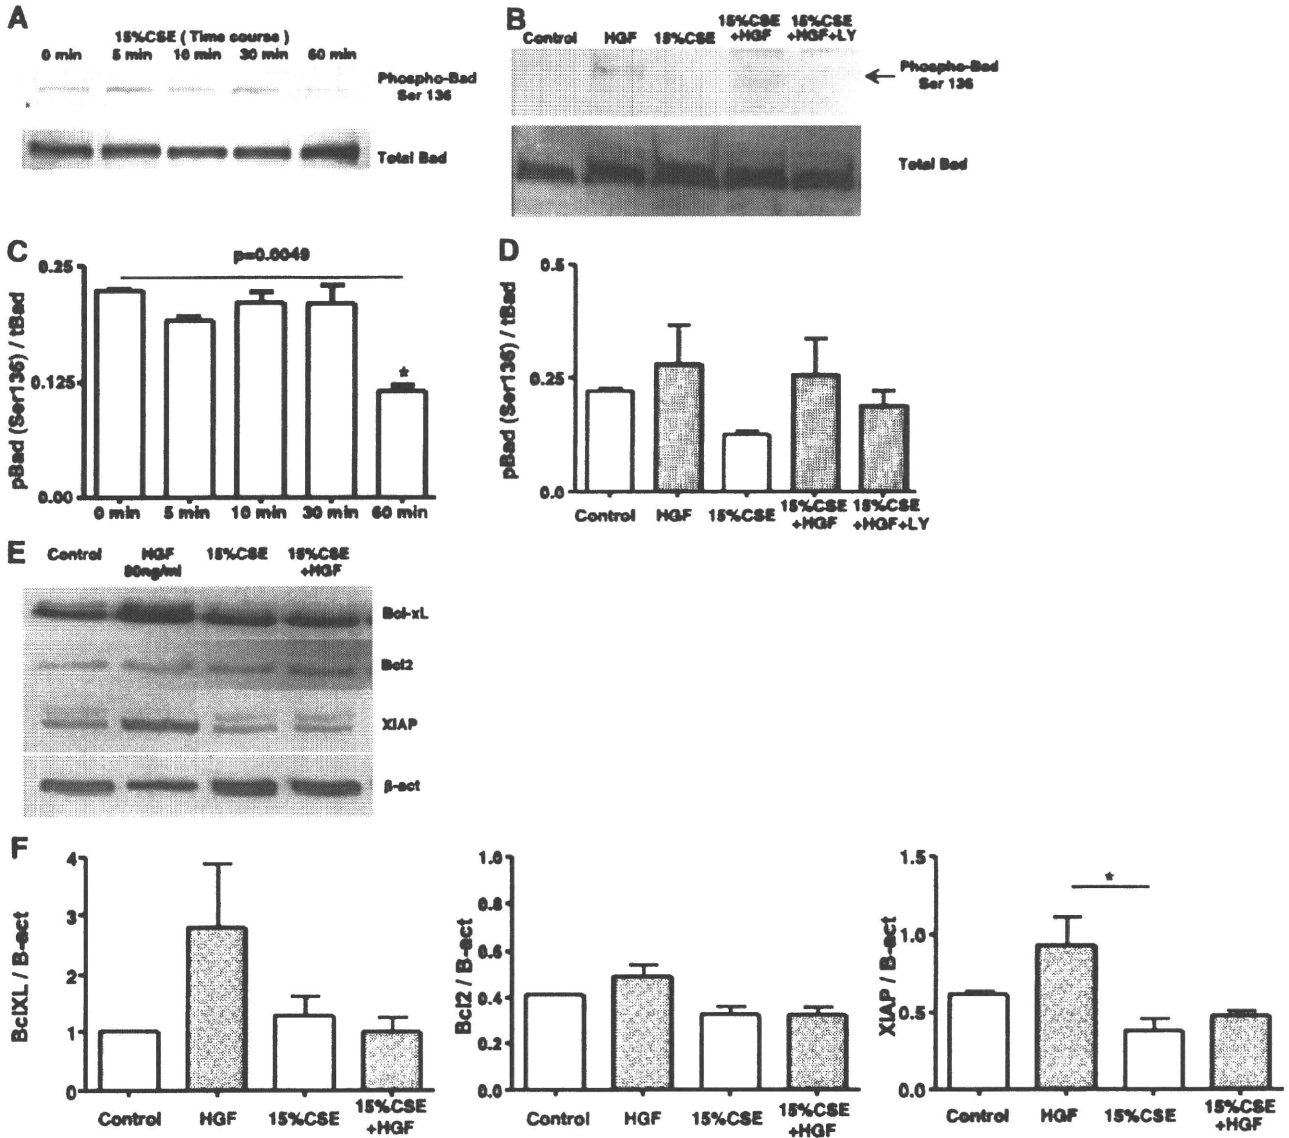 A
15%CSE ( Time course )
0 min 5 min 10 min 30 min 60 min
Phospho-Bad
Ser 136
Total Bad
B
Control HGF 15%CSE 15%CSE +HGF 15%CSE +HGF+LY
Phospho-Bad
Ser 136
Total Bad
C
p=0.0049
*
pBad (Ser136) / tBad
0.25
0.125
0.00
0 min 5 min 10 min 30 min 60 min
D
pBad (Ser136) / tBad
0.5
0.25
0.0
Control HGF 15%CSE 15%CSE +HGF 15%CSE +HGF+LY
E
Control HGF 15%CSE 15%CSE
+HGF
Bcl-xL
Bcl2
XIAP
β-act
F
BclXL / B-act
4
3
2
1
0
Control HGF 15%CSE 15%CSE
+HGF
Bcl2 / B-act
1.0
0.8
0.6
0.4
0.2
0.0
Control HGF 15%CSE 15%CSE
+HGF
XIAP / B-act
1.5
1.0
0.5
0.0
*
Control HGF 15%CSE 15%CSE
+HGF